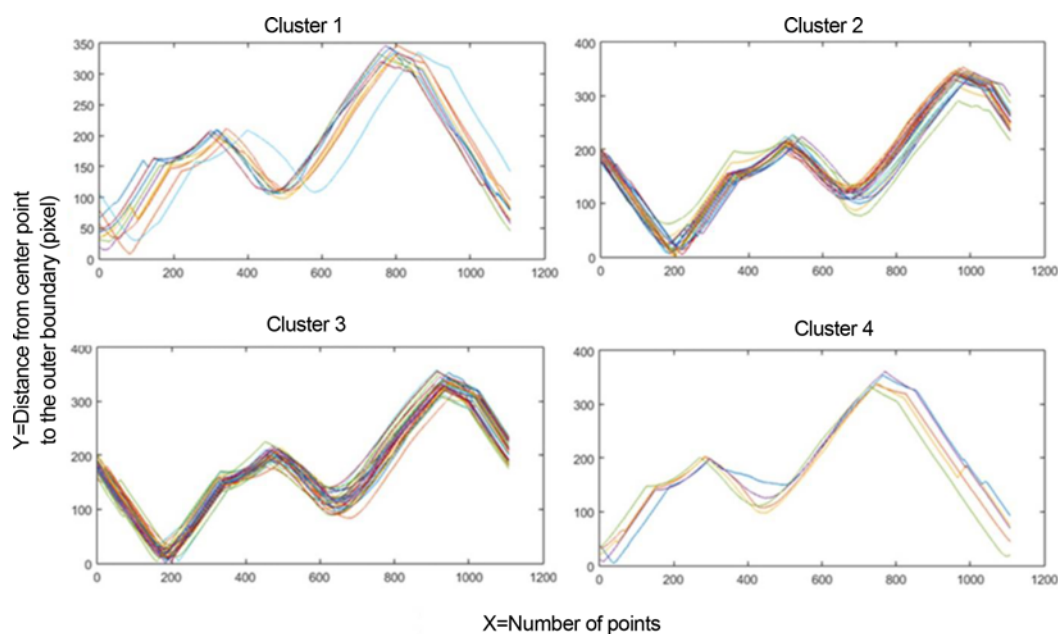 Cluster 1
350
300
250
200
150
100
50
0
0 200 400 600 800 1000 1200
Cluster 2
400
300
200
100
0
0 200 400 600 800 1000 1200
Y=Distance from center point
to the outer boundary (pixel)
Cluster 3
400
300
200
100
0
0 200 400 600 800 1000 1200
Cluster 4
400
300
200
100
0
0 200 400 600 800 1000 1200
X=Number of points